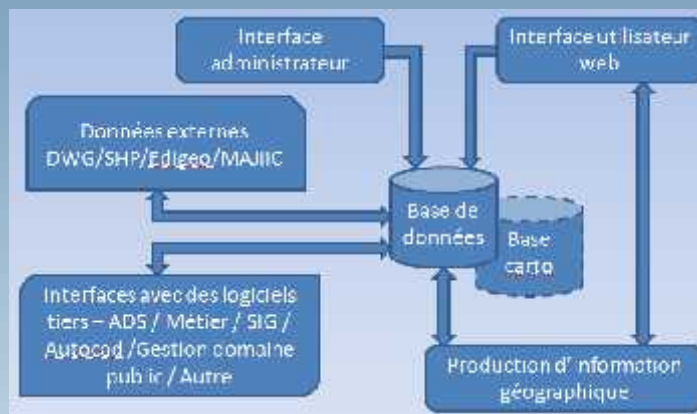 Interface
administrateur
Interface utilisateur
web
Données externes
DWG/SHP/Edigeo/MAJIIC
Base de
données
Base
carto
Interfaces avec des logiciels
tiers – ADS / Métier / SIG /
Autocad /Gestion domaine
public / Autre
Production d'information
géographique